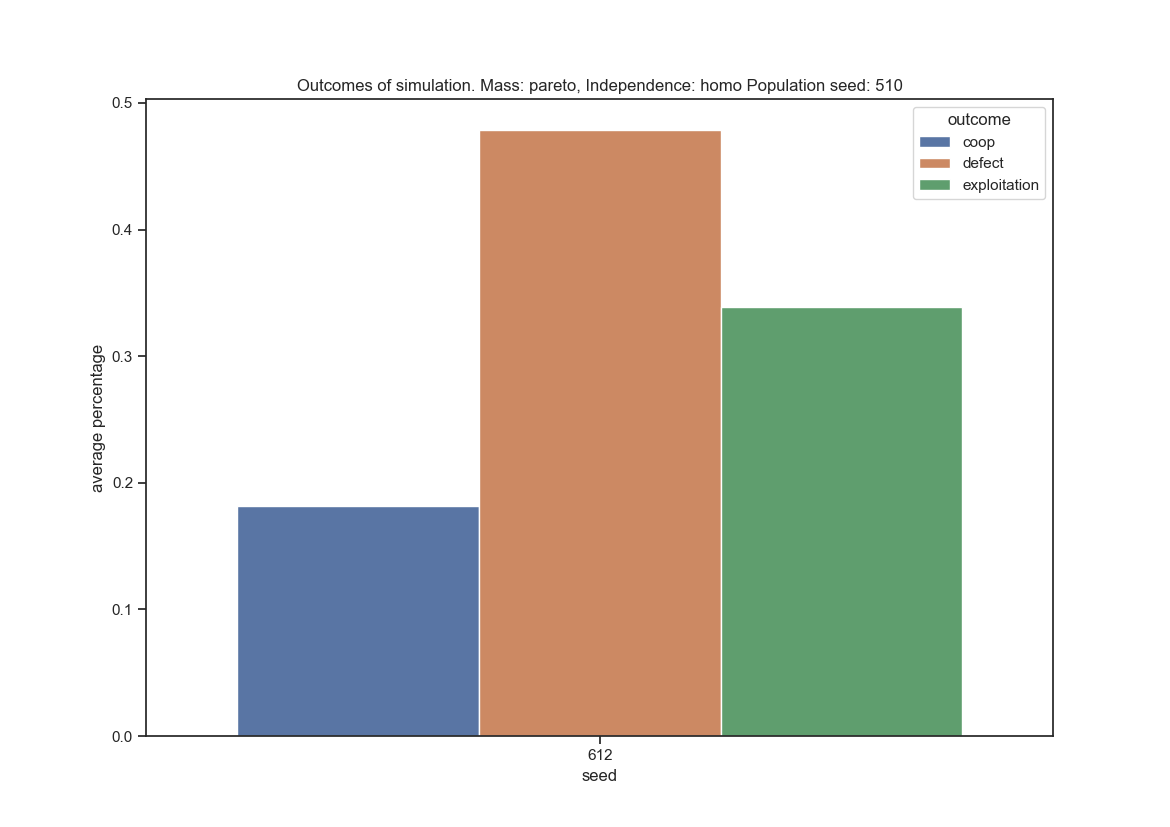 Outcomes of simulation. Mass: pareto, Independence: homo Population seed: 510
outcome
coop
defect
exploitation
average percentage
0.5
0.4
0.3
0.2
0.1
0.0
612
seed